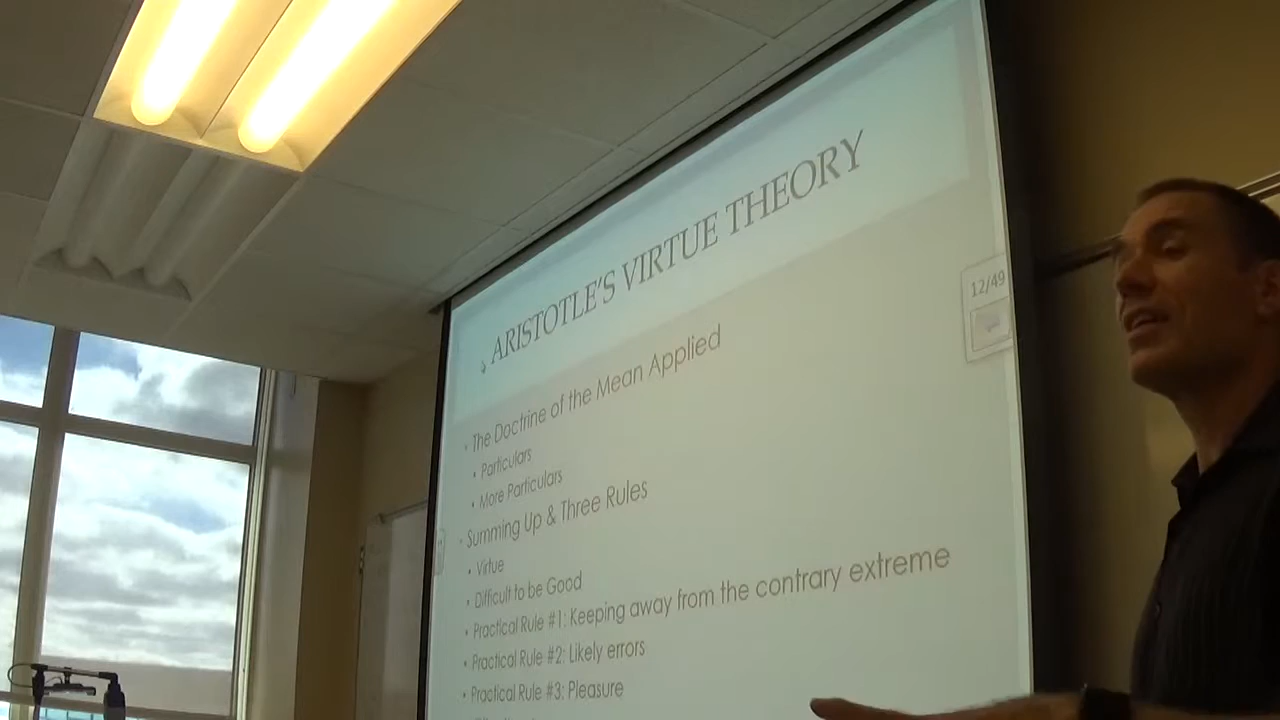 ARISTOTLE'S VIRTUE THEORY
12/49
The Doctrine of the Mean Applied
Particulars
More Particulars
Summing Up & Three Rules
Virtue
Difficult to be Good
Practical Rule #1: Keeping away from the contrary extreme
Practical Rule #2: Likely errors
Practical Rule #3: Pleasure